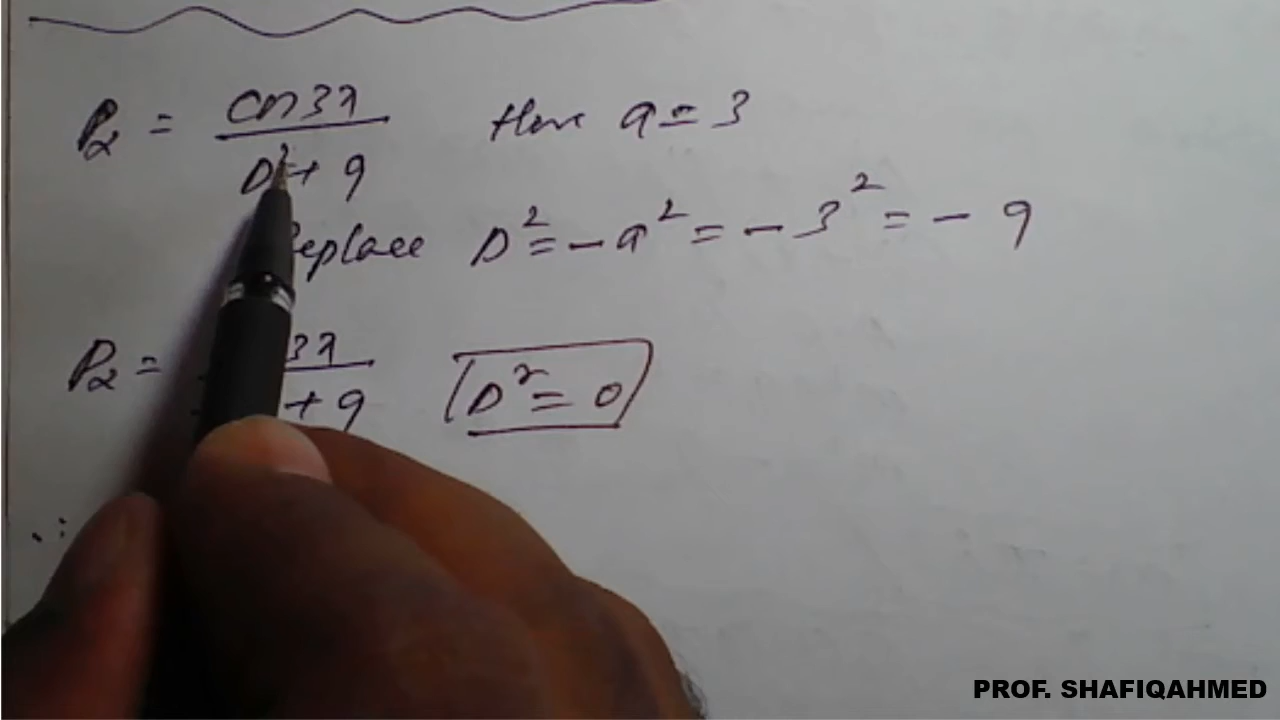 P₂ = cos3x / D²+9 Here a = 3
Replace D² = -a² = -3² = -9
P₂ = 3x / +9 D² = 0
∴
PROF. SHAFIQAHMED